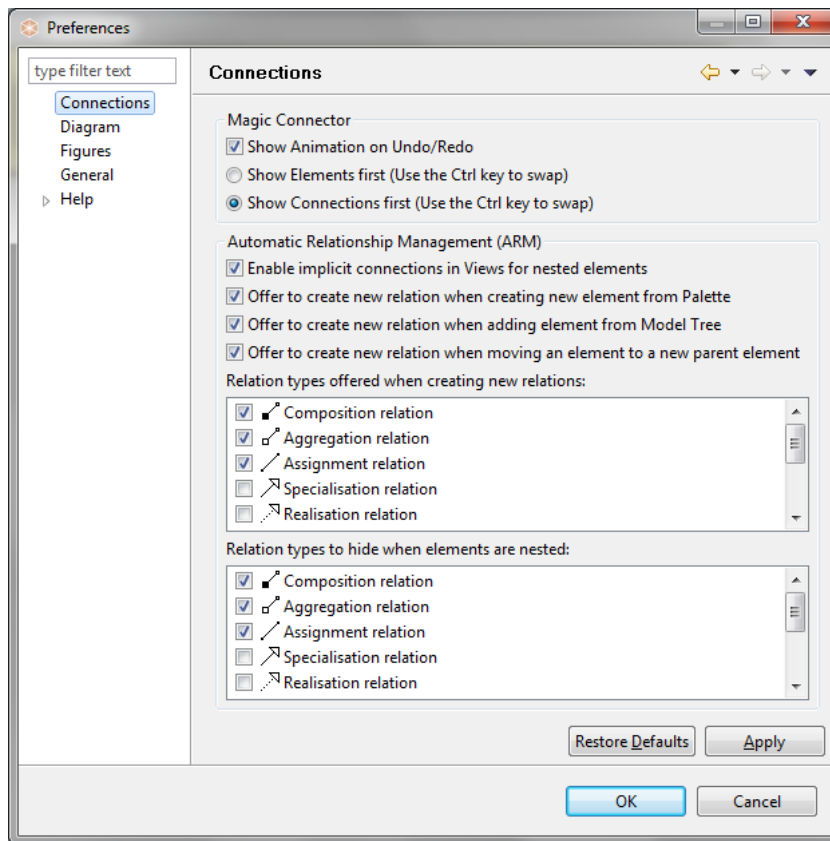 Preferences
type filter text
Connections
Connections
Diagram
Figures
General
Help
Magic Connector
Show Animation on Undo/Redo
Show Elements first (Use the Ctrl key to swap)
Show Connections first (Use the Ctrl key to swap)
Automatic Relationship Management (ARM)
Enable implicit connections in Views for nested elements
Offer to create new relation when creating new element from Palette
Offer to create new relation when adding element from Model Tree
Offer to create new relation when moving an element to a new parent element
Relation types offered when creating new relations:
Composition relation
Aggregation relation
Assignment relation
Specialisation relation
Realisation relation
Relation types to hide when elements are nested:
Composition relation
Aggregation relation
Assignment relation
Specialisation relation
Realisation relation
Restore Defaults Apply
OK Cancel